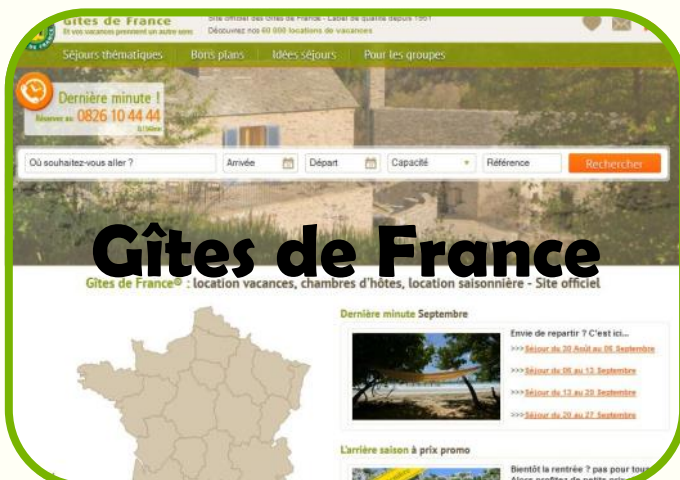 Gîtes de France
Et vos vacances prennent un autre sens
Site officiel des Gîtes de France - Label de qualité depuis 1951
Découvrez nos 60 000 locations de vacances
Séjours thématiques
Bons plans
Idées séjours
Pour les groupes
Dernière minute !
Réservez au 0826 10 44 44
Où souhaitez-vous aller ?
Arrivée
Départ
Capacité
Référence
Rechercher
Gîtes de France
Gîtes de France® : location vacances, chambres d'hôtes, location saisonnière - Site officiel
Dernière minute Septembre
Envie de repartir ? C'est ici...
>>> Séjour du 30 Août au 06 Septembre
>>> Séjour du 06 au 13 Septembre
>>> Séjour du 13 au 20 Septembre
>>> Séjour du 20 au 27 Septembre
L'arrière saison à prix promo
Bientôt la rentrée ? pas pour tous